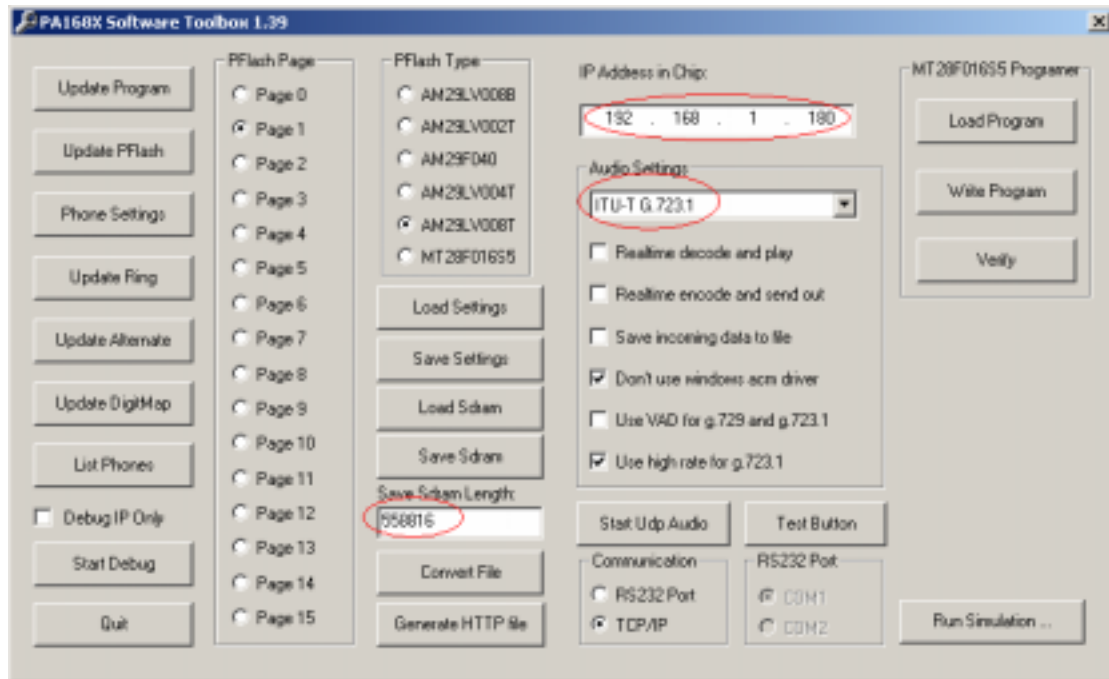 PA168X Software Toolbox 1.39
Update Program
Update PFlash
Phone Settings
Update Ring
Update Alternate
Update DigitMap
List Phones
Debug IP Only
Start Debug
Quit
PFlash Page
Page 0
Page 1
Page 2
Page 3
Page 4
Page 5
Page 6
Page 7
Page 8
Page 9
Page 10
Page 11
Page 12
Page 13
Page 14
Page 15
PFlash Type
AM29LV008B
AM29LV002T
AM29F040
AM29LV004T
AM29LV008T
MT28F016S5
Load Settings
Save Settings
Load Sdram
Save Sdram
Save Sdram Length:
558816
Convert File
Generate HTTP file
IP Address in Chip:
192 . 168 . 1 . 180
Audio Settings
ITU-T G.723.1
Realtime decode and play
Realtime encode and send out
Save incoming data to file
Don't use windows acm driver
Use VAD for g.729 and g.723.1
Use high rate for g.723.1
Start Udp Audio
Test Button
Communication
RS232 Port
TCP/IP
RS232 Port
COM1
COM2
MT28F016S5 Programer
Load Program
Write Program
Verify
Run Simulation ...